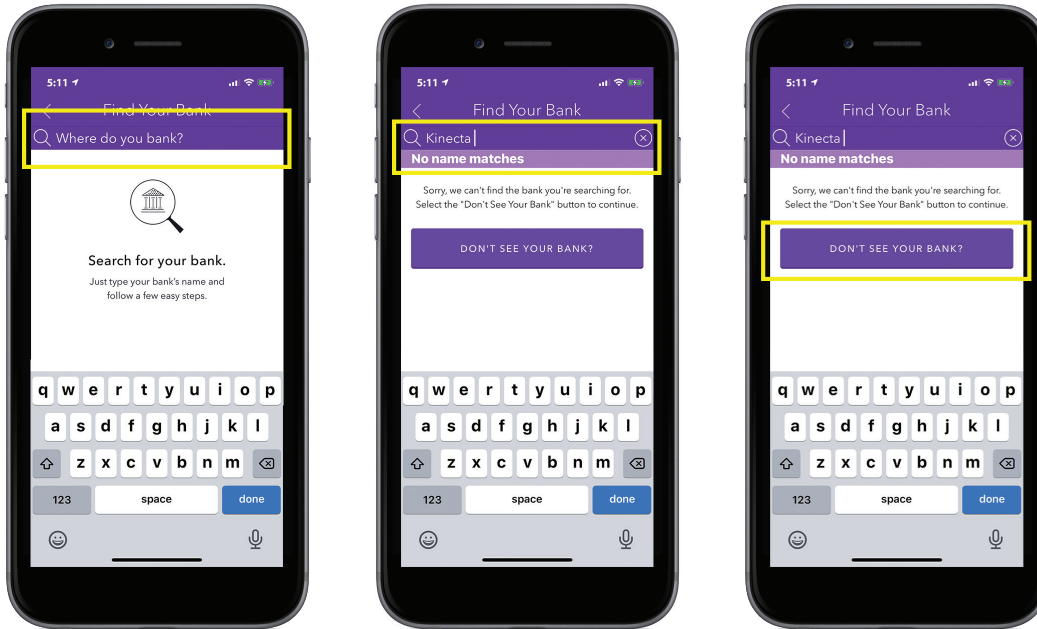 5:11
Find Your Bank
Where do you bank?
Search for your bank.
Just type your bank's name and
follow a few easy steps.
q w e r t y u i o p
a s d f g h j k l
z x c v b n m
123 space done
5:11
Find Your Bank
Kinecta
No name matches
Sorry, we can't find the bank you're searching for.
Select the "Don't See Your Bank" button to continue.
DON'T SEE YOUR BANK?
q w e r t y u i o p
a s d f g h j k l
z x c v b n m
123 space done
5:11
Find Your Bank
Kinecta
No name matches
Sorry, we can't find the bank you're searching for.
Select the "Don't See Your Bank" button to continue.
DON'T SEE YOUR BANK?
q w e r t y u i o p
a s d f g h j k l
z x c v b n m
123 space done